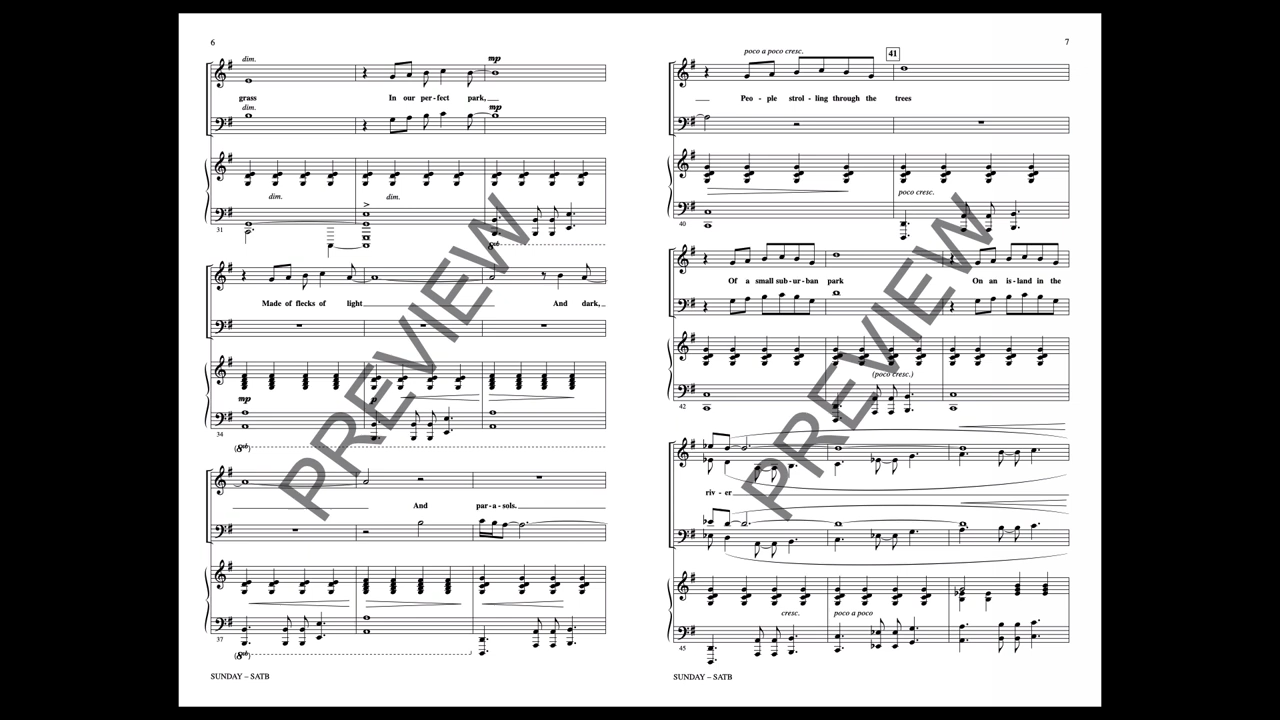 6
dim.
mp
grass In our per - fect park,
dim.
mp
dim. dim.
31
8vb
Made of flecks of light And dark,
mp
p
34
(8vb)
And par - a - sols.
37
(8vb)
SUNDAY – SATB
PREVIEW
7
poco a poco cresc.
41
Peo - ple strol - ling through the trees
poco cresc.
40
Of a small sub - ur - ban park On an is - land in the
(poco cresc.)
42
riv - er
cresc. poco a poco
45
SUNDAY – SATB
PREVIEW